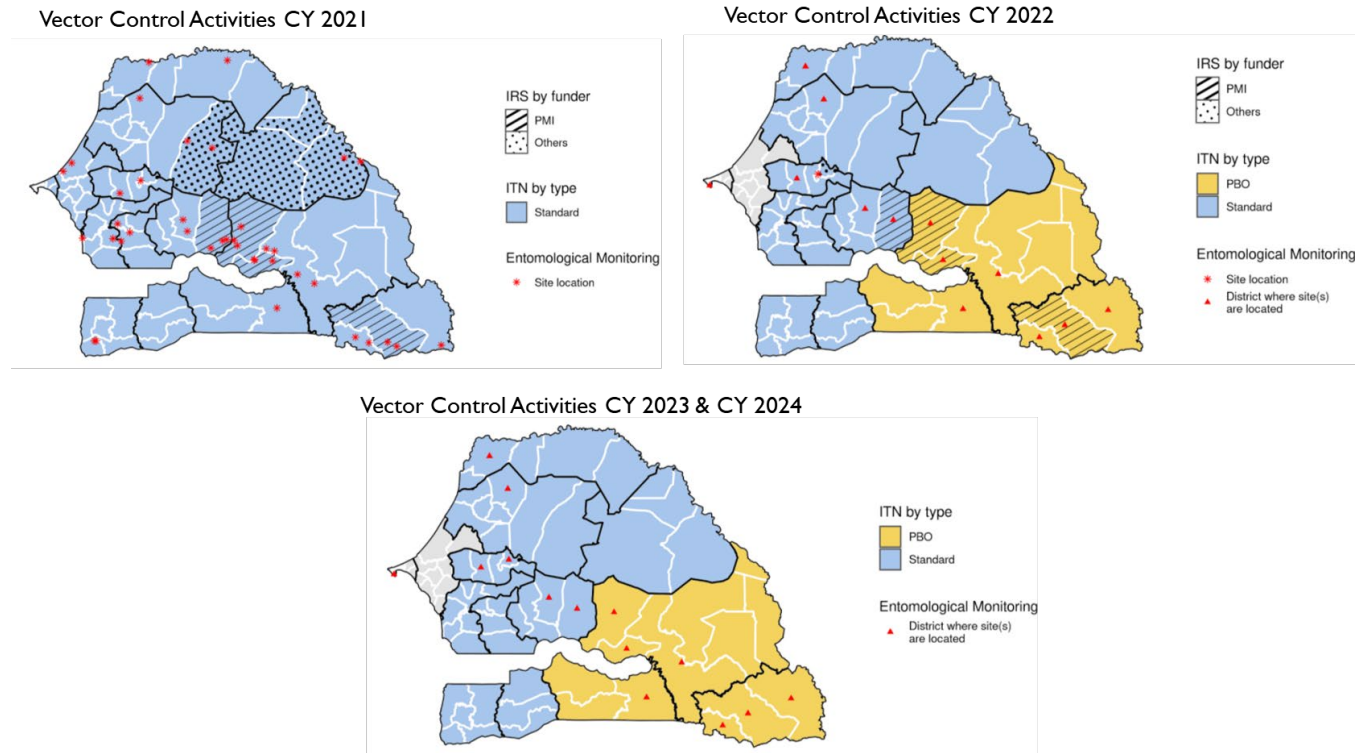 Vector Control Activities CY 2021
IRS by funder
PMI
Others
ITN by type
Standard
Entomological Monitoring
Site location
Vector Control Activities CY 2022
IRS by funder
PMI
Others
ITN by type
PBO
Standard
Entomological Monitoring
Site location
District where site(s)
are located
Vector Control Activities CY 2023 & CY 2024
ITN by type
PBO
Standard
Entomological Monitoring
District where site(s)
are located